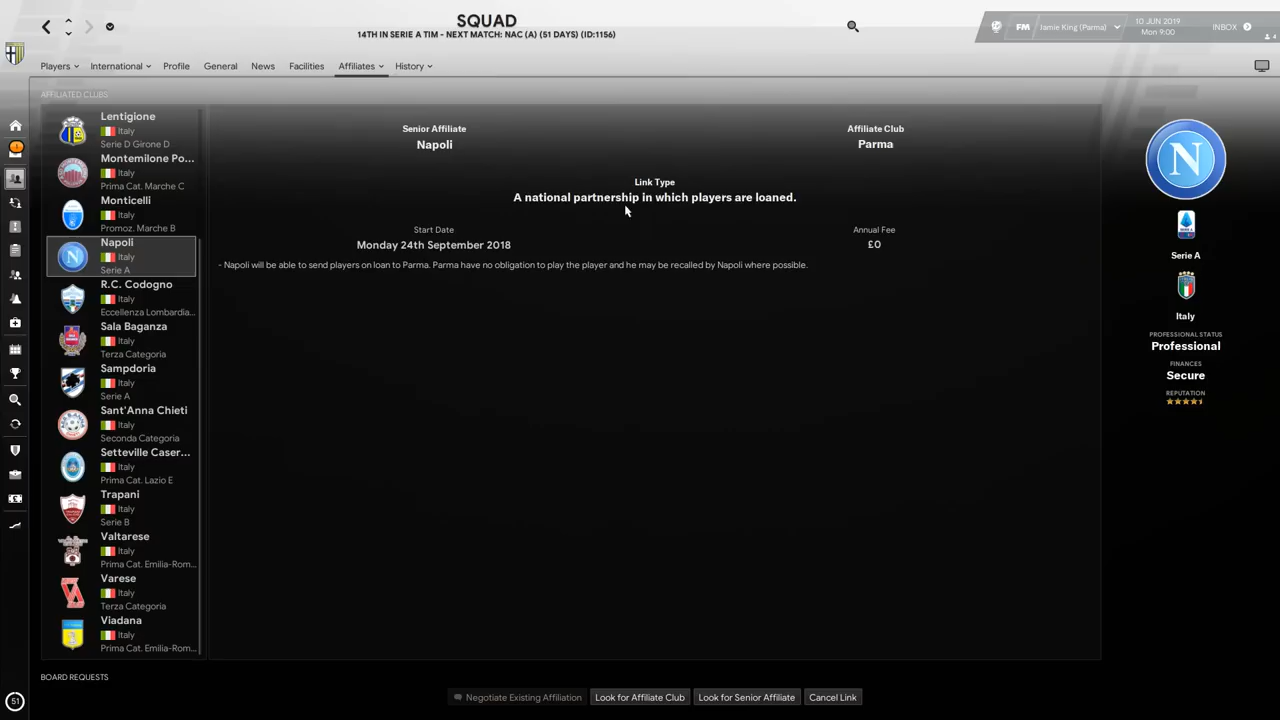 SQUAD
14TH IN SERIE A TIM - NEXT MATCH: NAC (A) (51 DAYS) (ID:1156)
FM
Jamie King (Parma)
10 JUN 2019
Mon 9:00
INBOX
4
Players
International
Profile
General
News
Facilities
Affiliates
History
AFFILIATED CLUBS
Lentigione
Italy
Serie D Girone D
Montemilone Po...
Italy
Prima Cat. Marche C
Monticelli
Italy
Promoz. Marche B
Napoli
Italy
Serie A
R.C. Codogno
Italy
Eccellenza Lombardia...
Sala Baganza
Italy
Terza Categoria
Sampdoria
Italy
Serie A
Sant'Anna Chieti
Italy
Seconda Categoria
Setteville Caser...
Italy
Prima Cat. Lazio E
Trapani
Italy
Serie B
Valtarese
Italy
Prima Cat. Emilia-Rom...
Varese
Italy
Terza Categoria
Viadana
Italy
Prima Cat. Emilia-Rom...
Senior Affiliate
Napoli
Affiliate Club
Parma
Link Type
A national partnership in which players are loaned.
Start Date
Monday 24th September 2018
Annual Fee
£0
- Napoli will be able to send players on loan to Parma. Parma have no obligation to play the player and he may be recalled by Napoli where possible.
N
Serie A
Italy
PROFESSIONAL STATUS
Professional
FINANCES
Secure
REPUTATION
BOARD REQUESTS
Negotiate Existing Affiliation
Look for Affiliate Club
Look for Senior Affiliate
Cancel Link
51